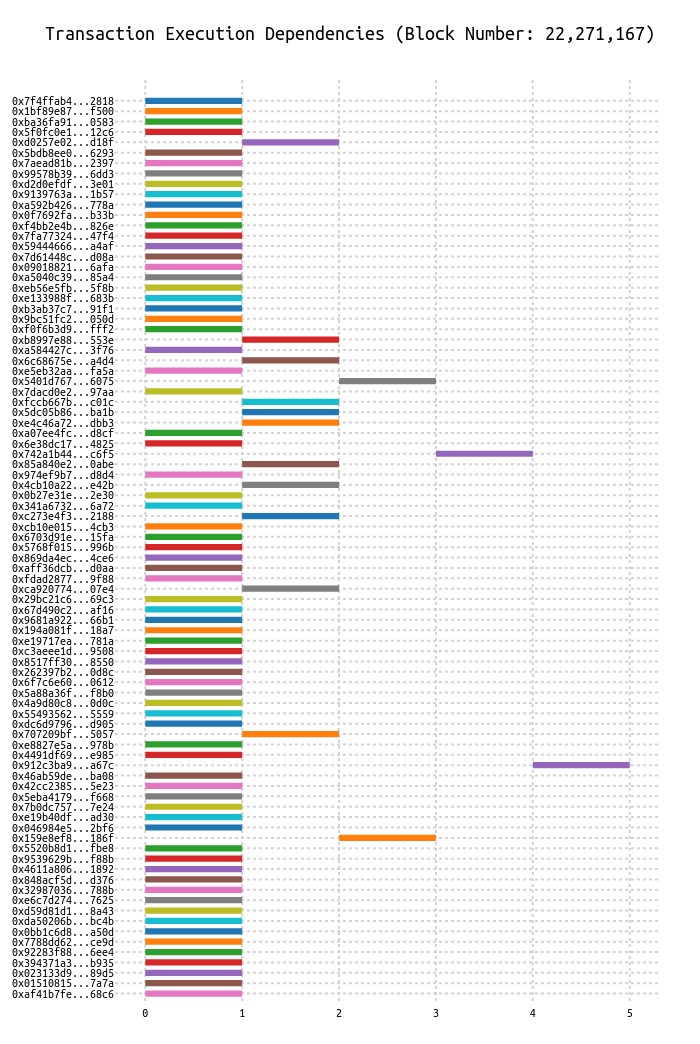 Transaction Execution Dependencies (Block Number: 22,271,167)
0x7f4ffab4...2818
0x1bf89e87...f500
0xba36fa91...0583
0x5f0fc0e1...12c6
0xd0257e02...d18f
0x5bdb8ee0...6293
0x7aead81b...2397
0x99578b39...6dd3
0xd2d0efdf...3e01
0x9139763a...1b57
0xa592b426...778a
0x0f7692fa...b33b
0xf4bb2e4b...826e
0x7fa77324...47f4
0x59444666...a4af
0x7d61448c...d08a
0x09018821...6afa
0xa5040c39...85a4
0xeb56e5fb...5f8b
0xe133988f...683b
0xb3ab37c7...91f1
0x9bc51fc2...050d
0xf0f6b3d9...fff2
0xb8997e88...553e
0xa584427c...3f76
0x6c68675e...a4d4
0xe5eb32aa...fa5a
0x5401d767...6075
0x7dacd0e2...97aa
0xfccb667b...c01c
0x5dc05b86...ba1b
0xe4c46a72...dbb3
0xa07ee4fc...d8cf
0x6e38dc17...4825
0x742a1b44...c6f5
0x85a840e2...0abe
0x974ef9b7...d8d4
0x4cb10a22...e42b
0x0b27e31e...2e30
0x341a6732...6a72
0xc273e4f3...2188
0xcb10e015...4cb3
0x6703d91e...15fa
0x5768f015...996b
0x869da4ec...4ce6
0xaff36dcb...d0aa
0xfdad2877...9f88
0xca920774...07e4
0x29bc21c6...69c3
0x67d490c2...af16
0x9681a922...66b1
0x194a081f...18a7
0xe19717ea...781a
0xc3aeee1d...9508
0x8517ff30...8550
0x262397b2...0d8c
0x6f7c6e60...0612
0x5a88a36f...f8b0
0x4a9d80c8...0d0c
0x55493562...5559
0xdc6d9796...d905
0x707209bf...5057
0xe8827e5a...978b
0x4491df69...e985
0x912c3ba9...a67c
0x46ab59de...ba08
0x42cc2385...5e23
0x5eba4179...f668
0x7b0dc757...7e24
0xe19b40df...ad30
0x046984e5...2bf6
0x159e8ef8...186f
0x5520b8d1...fbe8
0x9539629b...f88b
0x4611a806...1892
0x848acf5d...d376
0x32987036...788b
0xe6c7d274...7625
0xd59d81d1...8a43
0xda50206b...bc4b
0x0bb1c6d8...a50d
0x7788dd62...ce9d
0x92283f88...6ee4
0x394371a3...b935
0x023133d9...89d5
0x01510815...7a7a
0xaf41b7fe...68c6
0 1 2 3 4 5